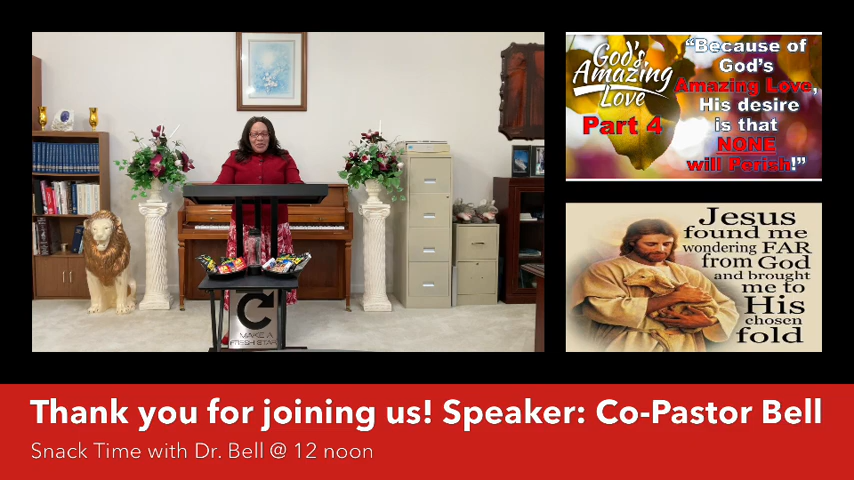 God's
Amazing
Love
Part 4
"Because of
God's
Amazing Love,
His desire
is that
NONE
will Perish!"
Jesus
found me
wondering FAR
from God
and brought
me to
His
chosen
fold
MAKE A
FRESH START
Thank you for joining us! Speaker: Co-Pastor Bell
Snack Time with Dr. Bell @ 12 noon